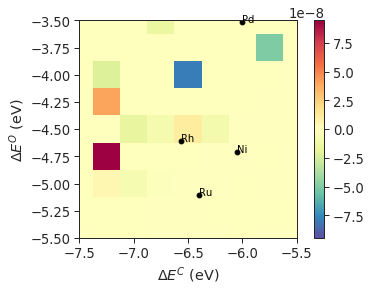 1e−8
−3.50
−3.75
−4.00
−4.25
−4.50
−4.75
−5.00
−5.25
−5.50
ΔE^O (eV)
Pd
Rh
Ni
Ru
7.5
5.0
2.5
0.0
−2.5
−5.0
−7.5
−7.5 −7.0 −6.5 −6.0 −5.5
ΔE^C (eV)